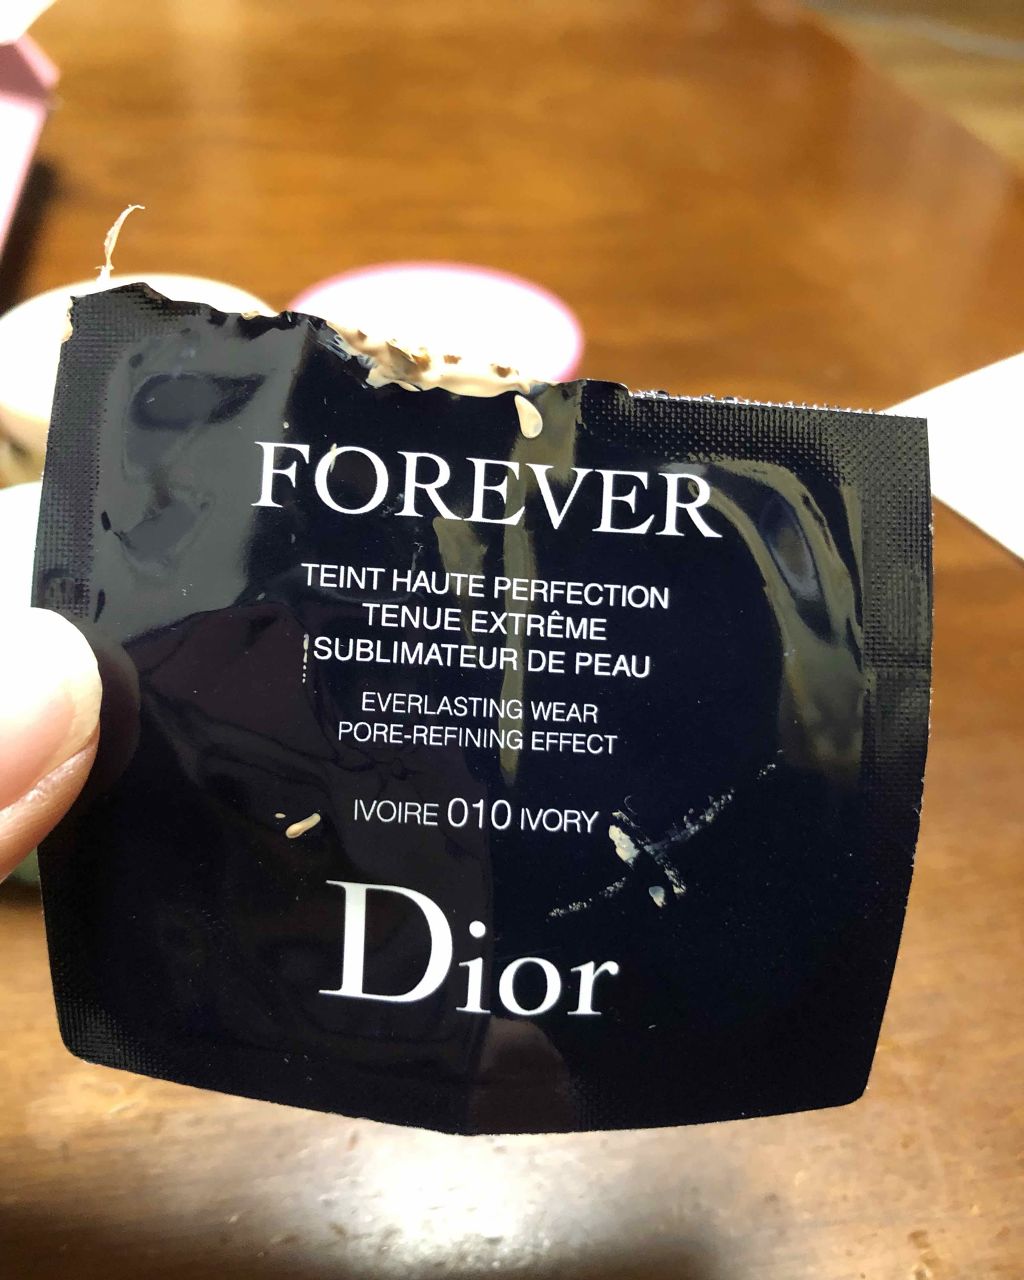 FOREVER
TEINT HAUTE PERFECTION
TENUE EXTRÊME
SUBLIMATEUR DE PEAU
EVERLASTING WEAR
PORE-REFINING EFFECT
IVOIRE 010 IVORY
Dior